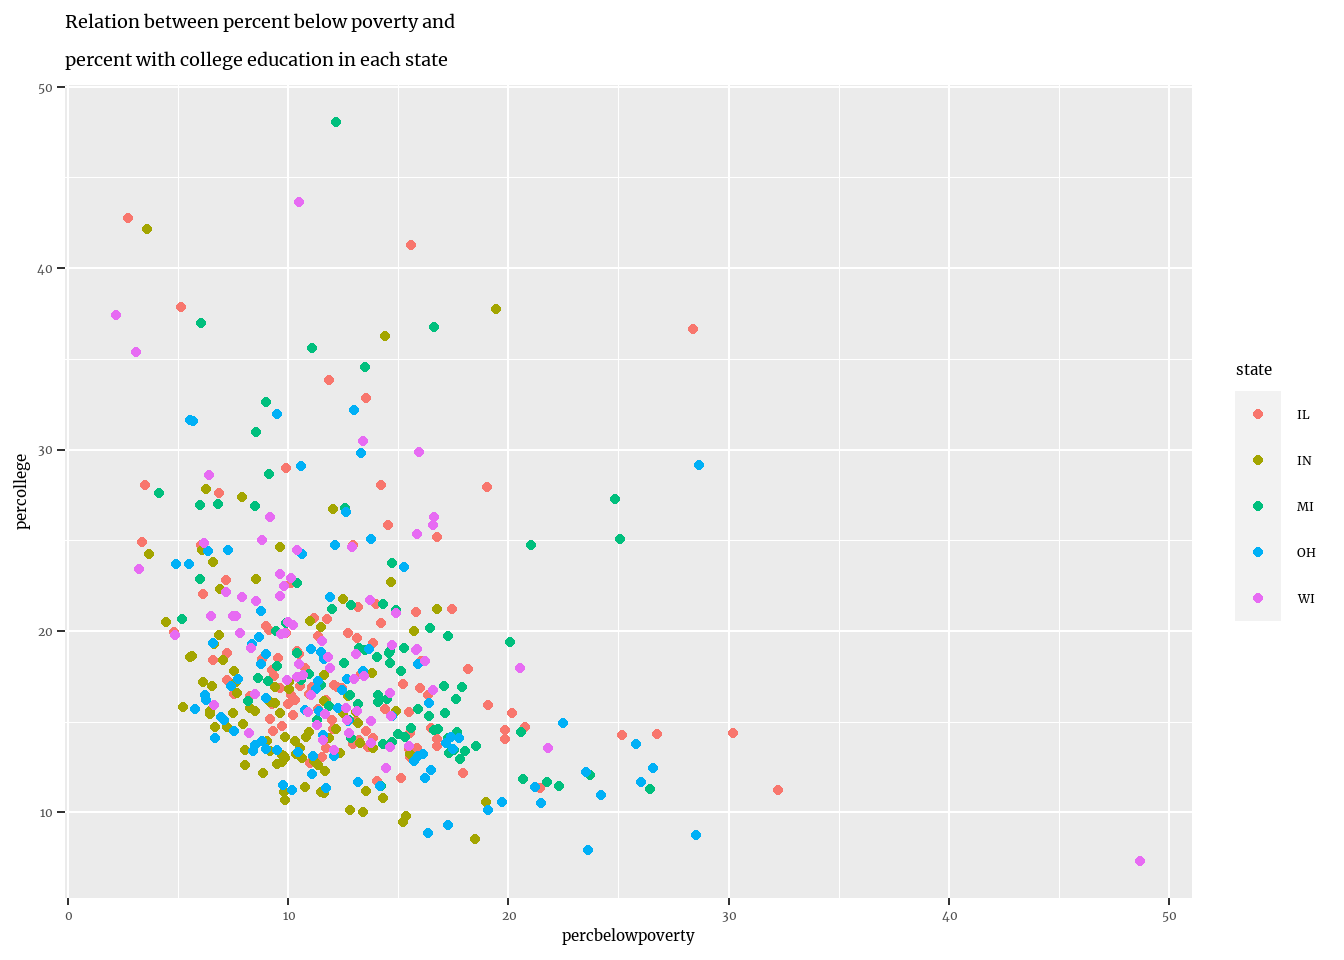 Relation between percent below poverty and
percent with college education in each state
50
40
30
20
10
percollege
0
10
20
30
40
50
percbelowpoverty
state
IL
IN
MI
OH
WI